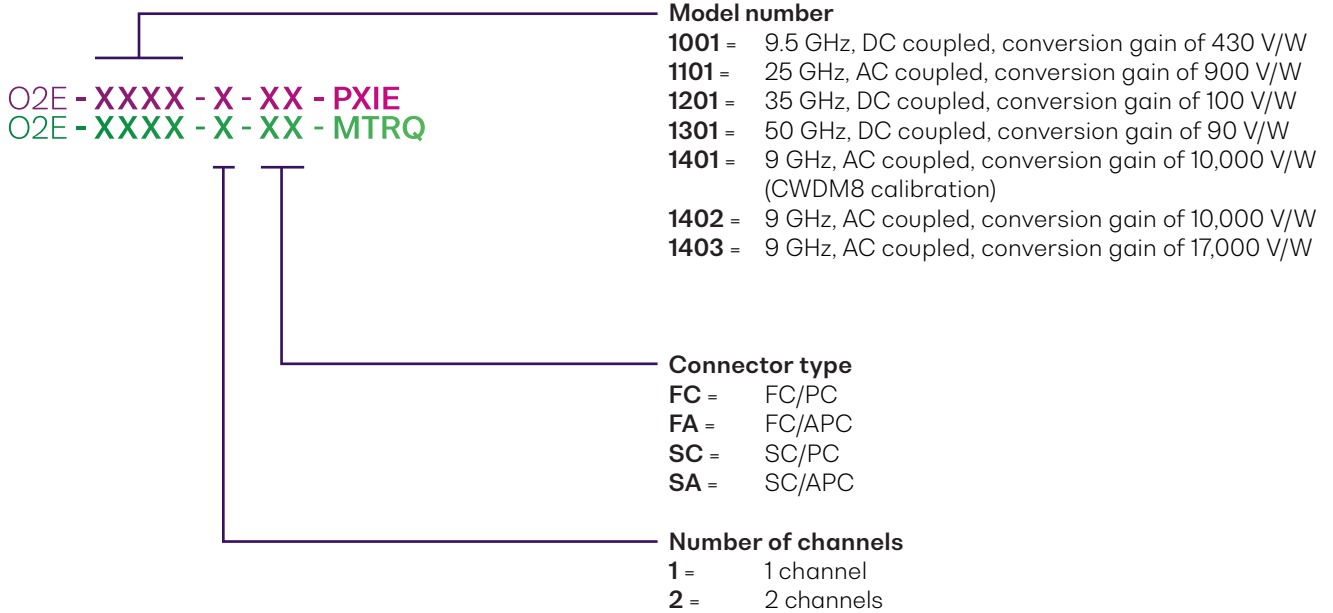 Model number
1001 = 9.5 GHz, DC coupled, conversion gain of 430 V/W
1101 = 25 GHz, AC coupled, conversion gain of 900 V/W
1201 = 35 GHz, DC coupled, conversion gain of 100 V/W
1301 = 50 GHz, DC coupled, conversion gain of 90 V/W
1401 = 9 GHz, AC coupled, conversion gain of 10,000 V/W
(CWDM8 calibration)
1402 = 9 GHz, AC coupled, conversion gain of 10,000 V/W
1403 = 9 GHz, AC coupled, conversion gain of 17,000 V/W
O2E - XXXX - X - XX - PXIE
O2E - XXXX - X - XX - MTRQ
Connector type
FC = FC/PC
FA = FC/APC
SC = SC/PC
SA = SC/APC
Number of channels
1 = 1 channel
2 = 2 channels